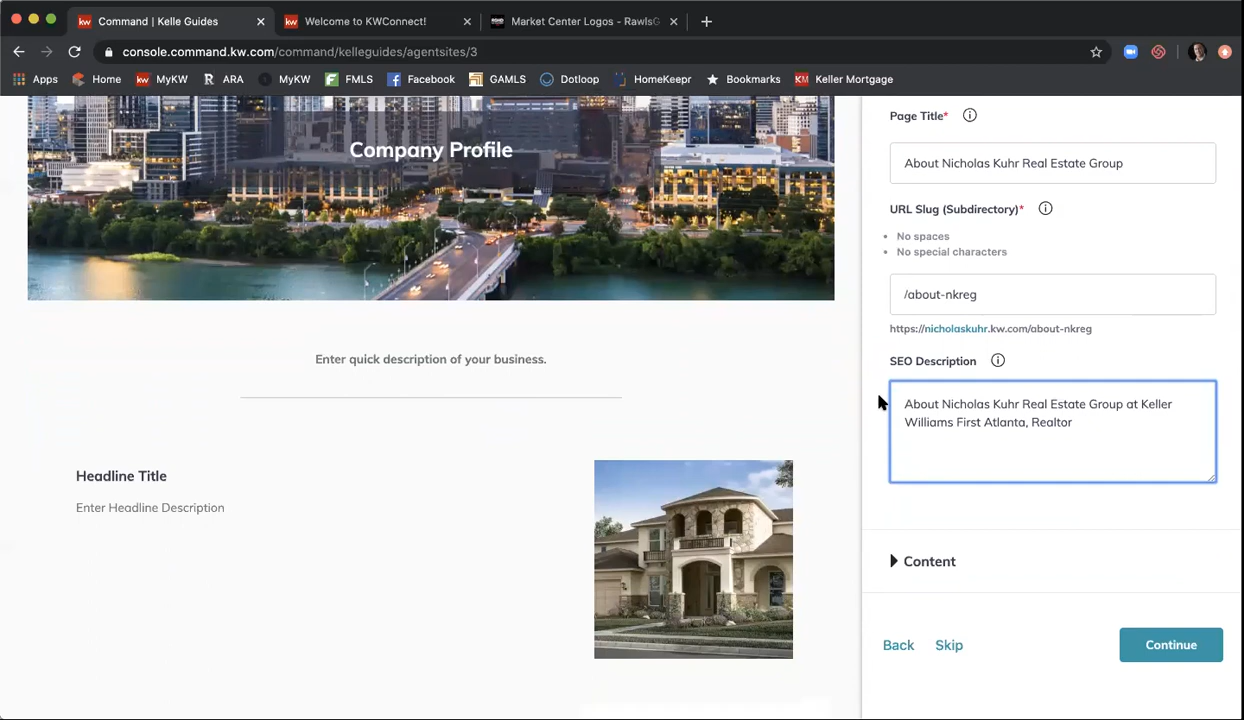 Command | Kelle Guides
Welcome to KWConnect!
Market Center Logos - RawlsG
console.command.kw.com/command/kelleguides/agentsites/3
Apps
Home
kw MyKW
R ARA
MyKW
F FMLS
f Facebook
GAMLS
Dotloop
HomeKeepr
Bookmarks
KM Keller Mortgage
Company Profile
Enter quick description of your business.
Headline Title
Enter Headline Description
Page Title*
About Nicholas Kuhr Real Estate Group
URL Slug (Subdirectory)*
• No spaces
• No special characters
/about-nkreg
https://nicholaskuhr.kw.com/about-nkreg
SEO Description
About Nicholas Kuhr Real Estate Group at Keller
Williams First Atlanta, Realtor
Content
Back
Skip
Continue